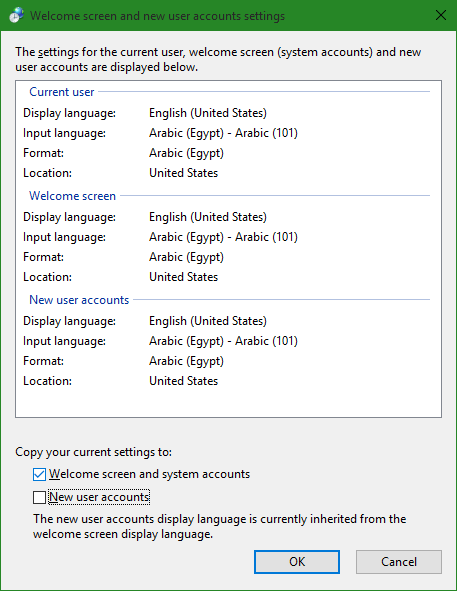 Welcome screen and new user accounts settings
The settings for the current user, welcome screen (system accounts) and new
user accounts are displayed below.
Current user
Display language: English (United States)
Input language: Arabic (Egypt) - Arabic (101)
Format: Arabic (Egypt)
Location: United States
Welcome screen
Display language: English (United States)
Input language: Arabic (Egypt) - Arabic (101)
Format: Arabic (Egypt)
Location: United States
New user accounts
Display language: English (United States)
Input language: Arabic (Egypt) - Arabic (101)
Format: Arabic (Egypt)
Location: United States
Copy your current settings to:
Welcome screen and system accounts
New user accounts
The new user accounts display language is currently inherited from the
welcome screen display language.
OK Cancel